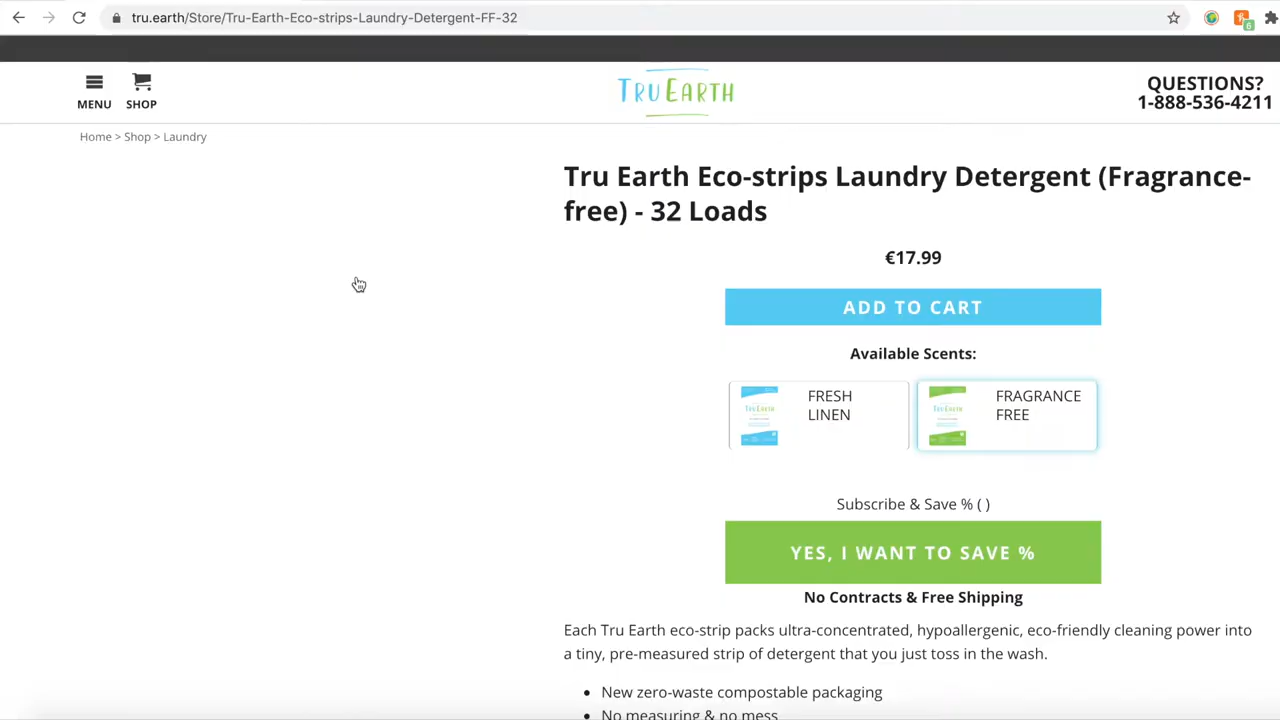 tru.earth/Store/Tru-Earth-Eco-strips-Laundry-Detergent-FF-32
6
MENU
SHOP
TRUEARTH
QUESTIONS?
1-888-536-4211
Home > Shop > Laundry
Tru Earth Eco-strips Laundry Detergent (Fragrance-
free) - 32 Loads
€17.99
ADD TO CART
Available Scents:
TRUEARTH
FRESH
LINEN
TRUEARTH
FRAGRANCE
FREE
Subscribe & Save % ( )
YES, I WANT TO SAVE %
No Contracts & Free Shipping
Each Tru Earth eco-strip packs ultra-concentrated, hypoallergenic, eco-friendly cleaning power into
a tiny, pre-measured strip of detergent that you just toss in the wash.
• New zero-waste compostable packaging
• No measuring & no mess